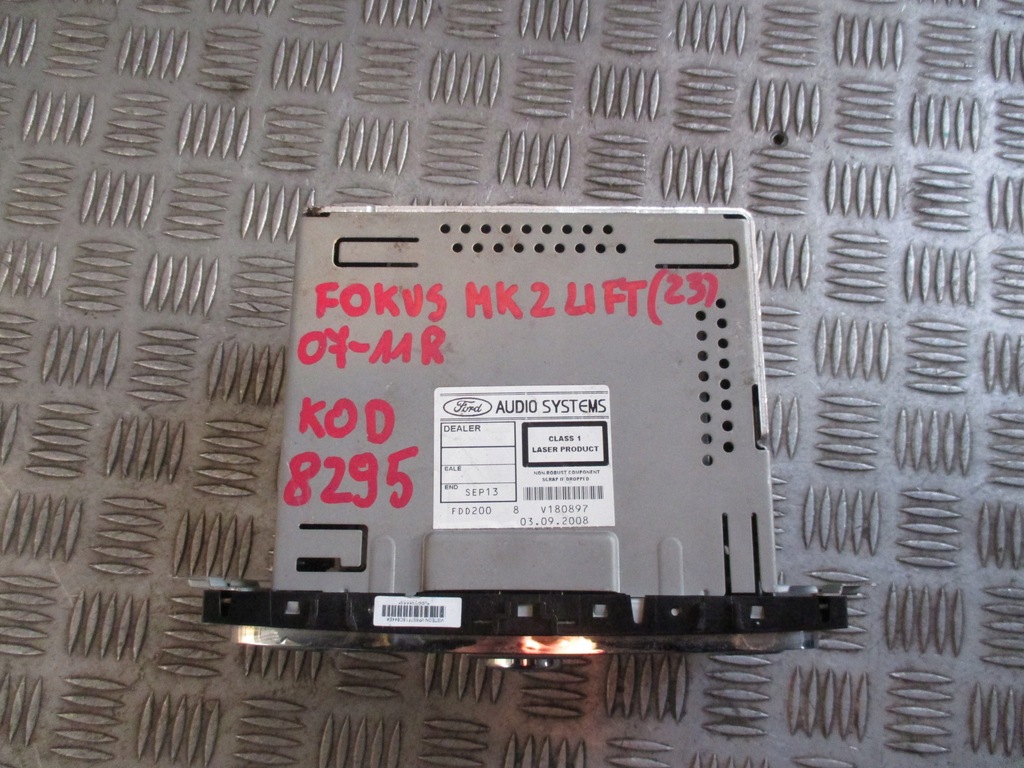 FOKUS MK2 LIFT (23)
07-11R
KOD
8295
Ford AUDIO SYSTEMS
DEALER
CLASS 1
LASER PRODUCT
EALE
NON ROBUST COMPONENT
SCRAP IF DROPPED
END SEP13
FDD200 8 V180897
03.09.2008